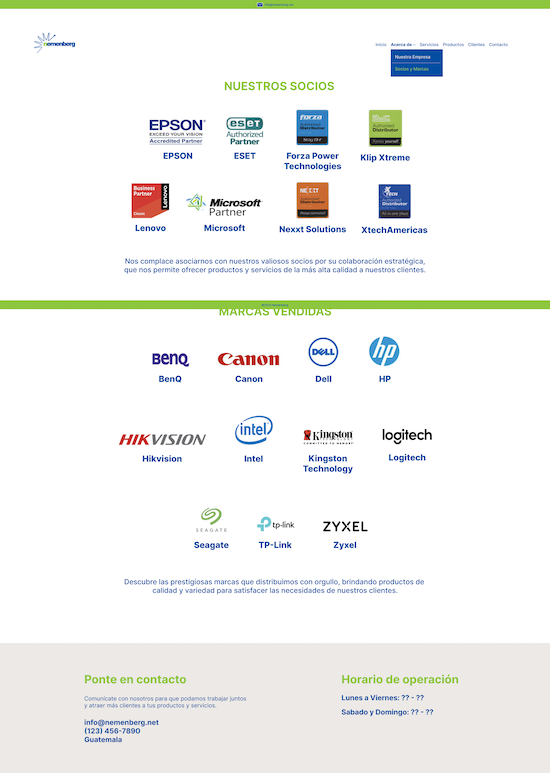 info@nemenberg.net
nemenberg
Inicio Acerca de Servicios Productos Clientes Contacto
Nuestra Empresa
Socios y Marcas
NUESTROS SOCIOS
EPSON
EXCEED YOUR VISION
Accredited Partner
EPSON
eseT
Authorized
Partner
ESET
forza
Authorized
Distributor
Forza Power
Technologies
Authorized
Distributor
Klip Xtreme
Business
Partner
Lenovo
Lenovo
Microsoft
Partner
Microsoft
NEXXT
Authorized
Distributor
Nexxt Solutions
XTECH
Authorized
Distributor
XtechAmericas
Nos complace asociarnos con nuestros valiosos socios por su colaboración estratégica,
que nos permite ofrecer productos y servicios de la más alta calidad a nuestros clientes.
MARCAS VENDIDAS
BenQ
BenQ
Canon
Canon
DELL
Dell
hp
HP
HIKVISION
Hikvision
intel
Intel
Kingston
Kingston
Technology
logitech
Logitech
SEAGATE
Seagate
tp-link
TP-Link
ZYXEL
Zyxel
Descubre las prestigiosas marcas que distribuimos con orgullo, brindando productos de
calidad y variedad para satisfacer las necesidades de nuestros clientes.
Ponte en contacto
Comunícate con nosotros para que podamos trabajar juntos
y atraer más clientes a tus productos y servicios.
info@nemenberg.net
(123) 456-7890
Guatemala
Horario de operación
Lunes a Viernes: ?? - ??
Sabado y Domingo: ?? - ??